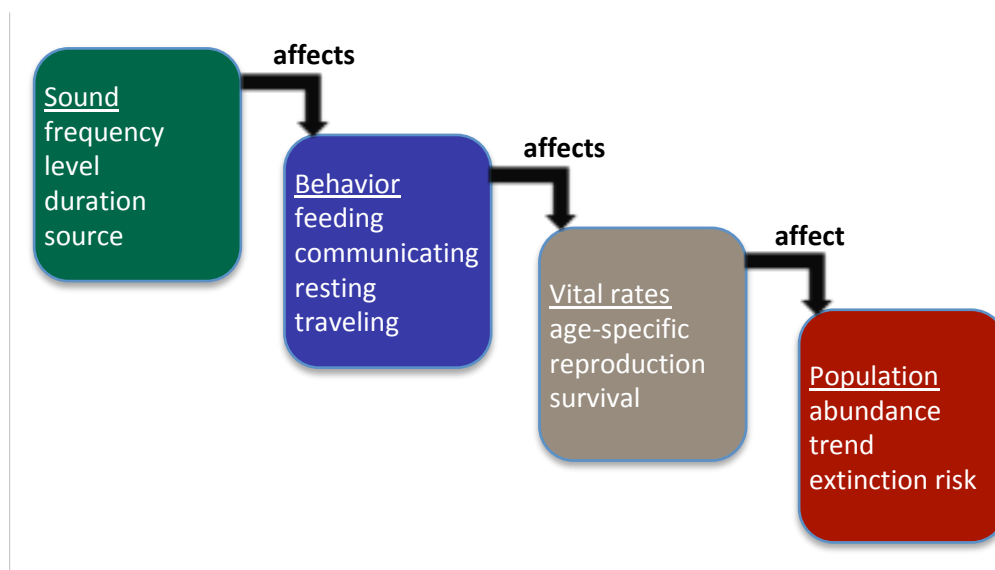 affects
Sound
frequency
level
duration
source
affects
Behavior
feeding
communicating
resting
traveling
affect
Vital rates
age-specific
reproduction
survival
Population
abundance
trend
extinction risk